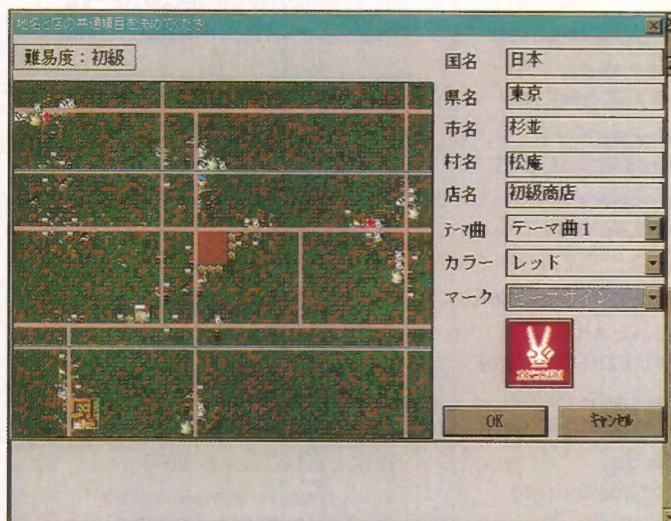 地名と店の共通項目を決めてください
難易度：初級
国名 日本
県名 東京
市名 杉並
村名 松庵
店名 初級商店
テーマ曲 テーマ曲1
カラー レッド
マーク ピースサイン
OK キャンセル